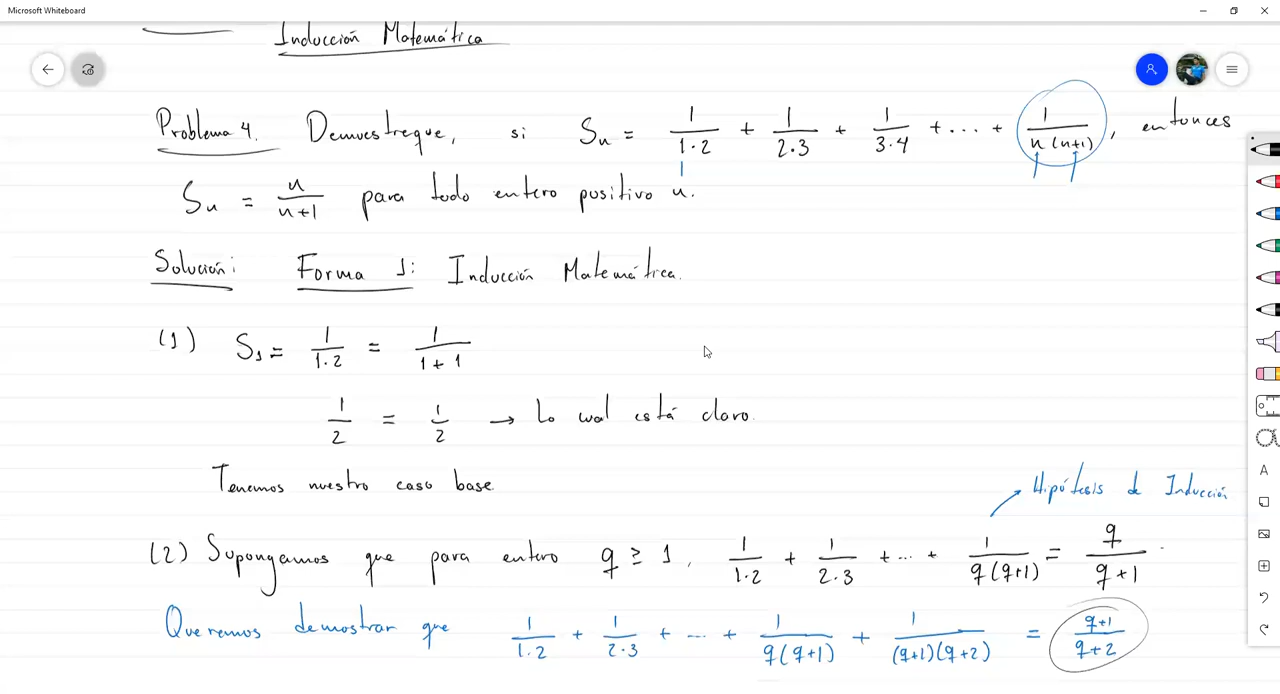 Microsoft Whiteboard
Inducción Matemática
Problema 4. Demuestre que, si Sn = 1/(1·2) + 1/(2·3) + 1/(3·4) + ... + 1/(n(n+1)), entonces
Sn = n/(n+1) para todo entero positivo n.
Solución: Forma 1: Inducción Matemática.
(1) S1 = 1/(1·2) = 1/(1+1)
1/2 = 1/2 → Lo cual está claro.
Tenemos nuestro caso base
Hipótesis de Inducción
(2) Supongamos que para entero q ≥ 1, 1/(1·2) + 1/(2·3) + ... + 1/(q(q+1)) = q/(q+1).
Queremos demostrar que 1/(1·2) + 1/(2·3) + ... + 1/(q(q+1)) + 1/((q+1)(q+2)) = (q+1)/(q+2)